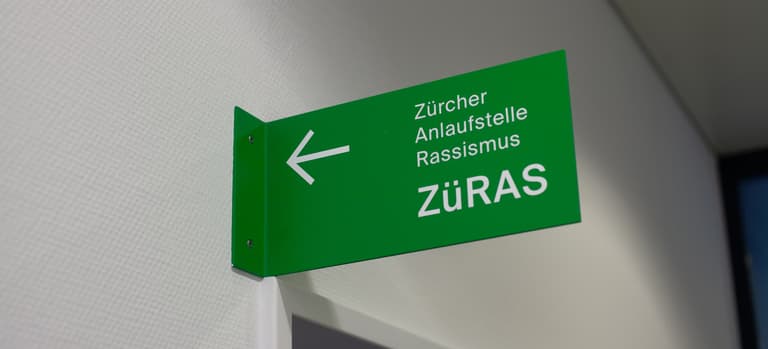 Zürcher
Anlaufstelle
Rassismus
ZüRAS